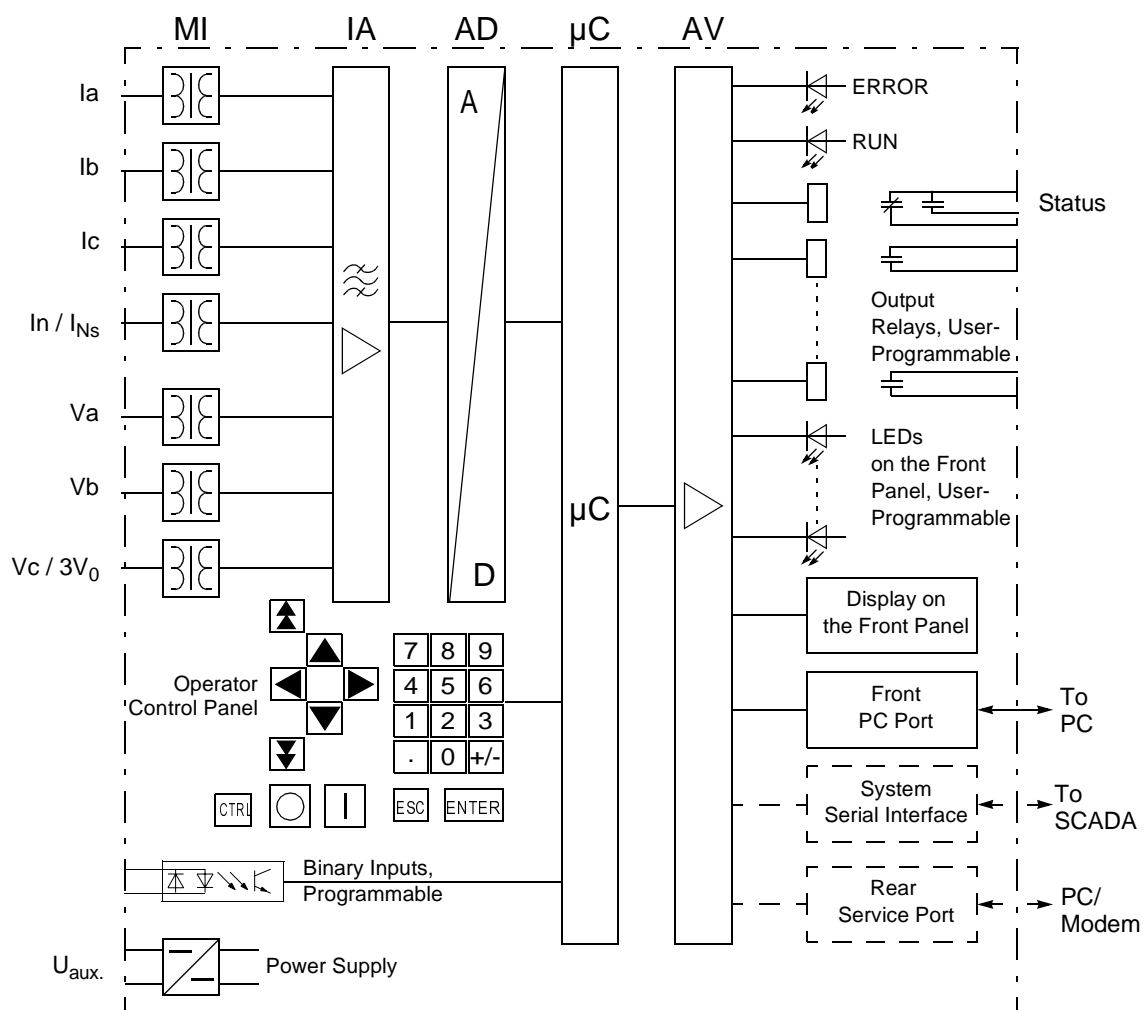 MI IA AD µC AV
Ia
Ib
Ic
In / INs
Va
Vb
Vc / 3V0
A
D
µC
ERROR
RUN
Status
Output
Relays, User-
Programmable
LEDs
on the Front
Panel, User-
Programmable
Display on
the Front Panel
Front
PC Port
To
PC
System
Serial Interface
To
SCADA
Rear
Service Port
PC/
Modem
Operator
Control Panel
7 8 9
4 5 6
1 2 3
. 0 +/-
CTRL
ESC ENTER
Binary Inputs,
Programmable
Uaux.
Power Supply